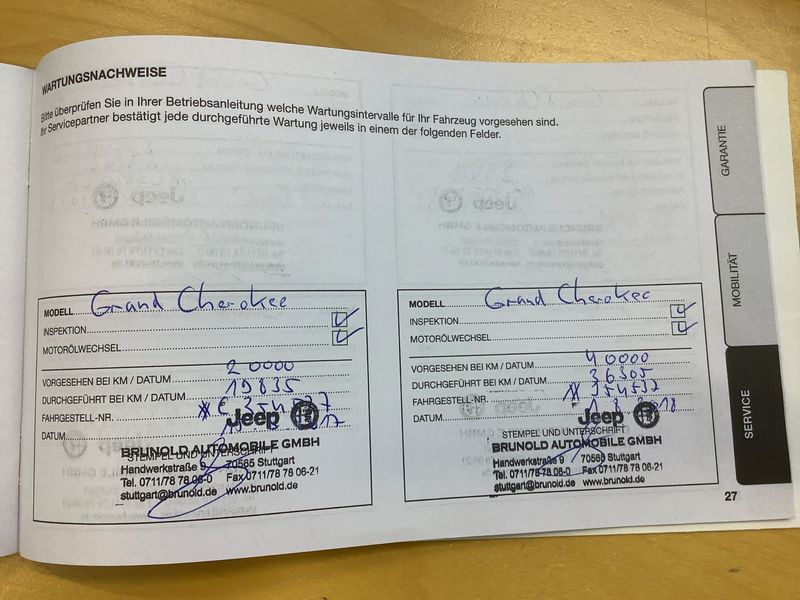 WARTUNGSNACHWEISE
Bitte überprüfen Sie in Ihrer Betriebsanleitung welche Wartungsintervalle für Ihr Fahrzeug vorgesehen sind.
Ihr Servicepartner bestätigt jede durchgeführte Wartung jeweils in einem der folgenden Felder.
MODELL Grand Cherokee
INSPEKTION
MOTORÖLWECHSEL
VORGESEHEN BEI KM / DATUM 20000
DURCHGEFÜHRT BEI KM / DATUM 19835
FAHRGESTELL-NR.
DATUM
Jeep
STEMPEL UND UNTERSCHRIFT
BRUNOLD AUTOMOBILE GMBH
Handwerkstraße 9 70565 Stuttgart
Tel. 0711/78 78 06-0 Fax 0711/78 78 06-21
stuttgart@brunold.de www.brunold.de
MODELL Grand Cherokee
INSPEKTION
MOTORÖLWECHSEL
VORGESEHEN BEI KM / DATUM 40000
DURCHGEFÜHRT BEI KM / DATUM 36305
FAHRGESTELL-NR. 354537
DATUM
Jeep
STEMPEL UND UNTERSCHRIFT
BRUNOLD AUTOMOBILE GMBH
Handwerkstraße 9 70565 Stuttgart
Tel. 0711/78 78 06-0 Fax 0711/78 78 06-21
stuttgart@brunold.de www.brunold.de
GARANTIE
MOBILITÄT
SERVICE
27